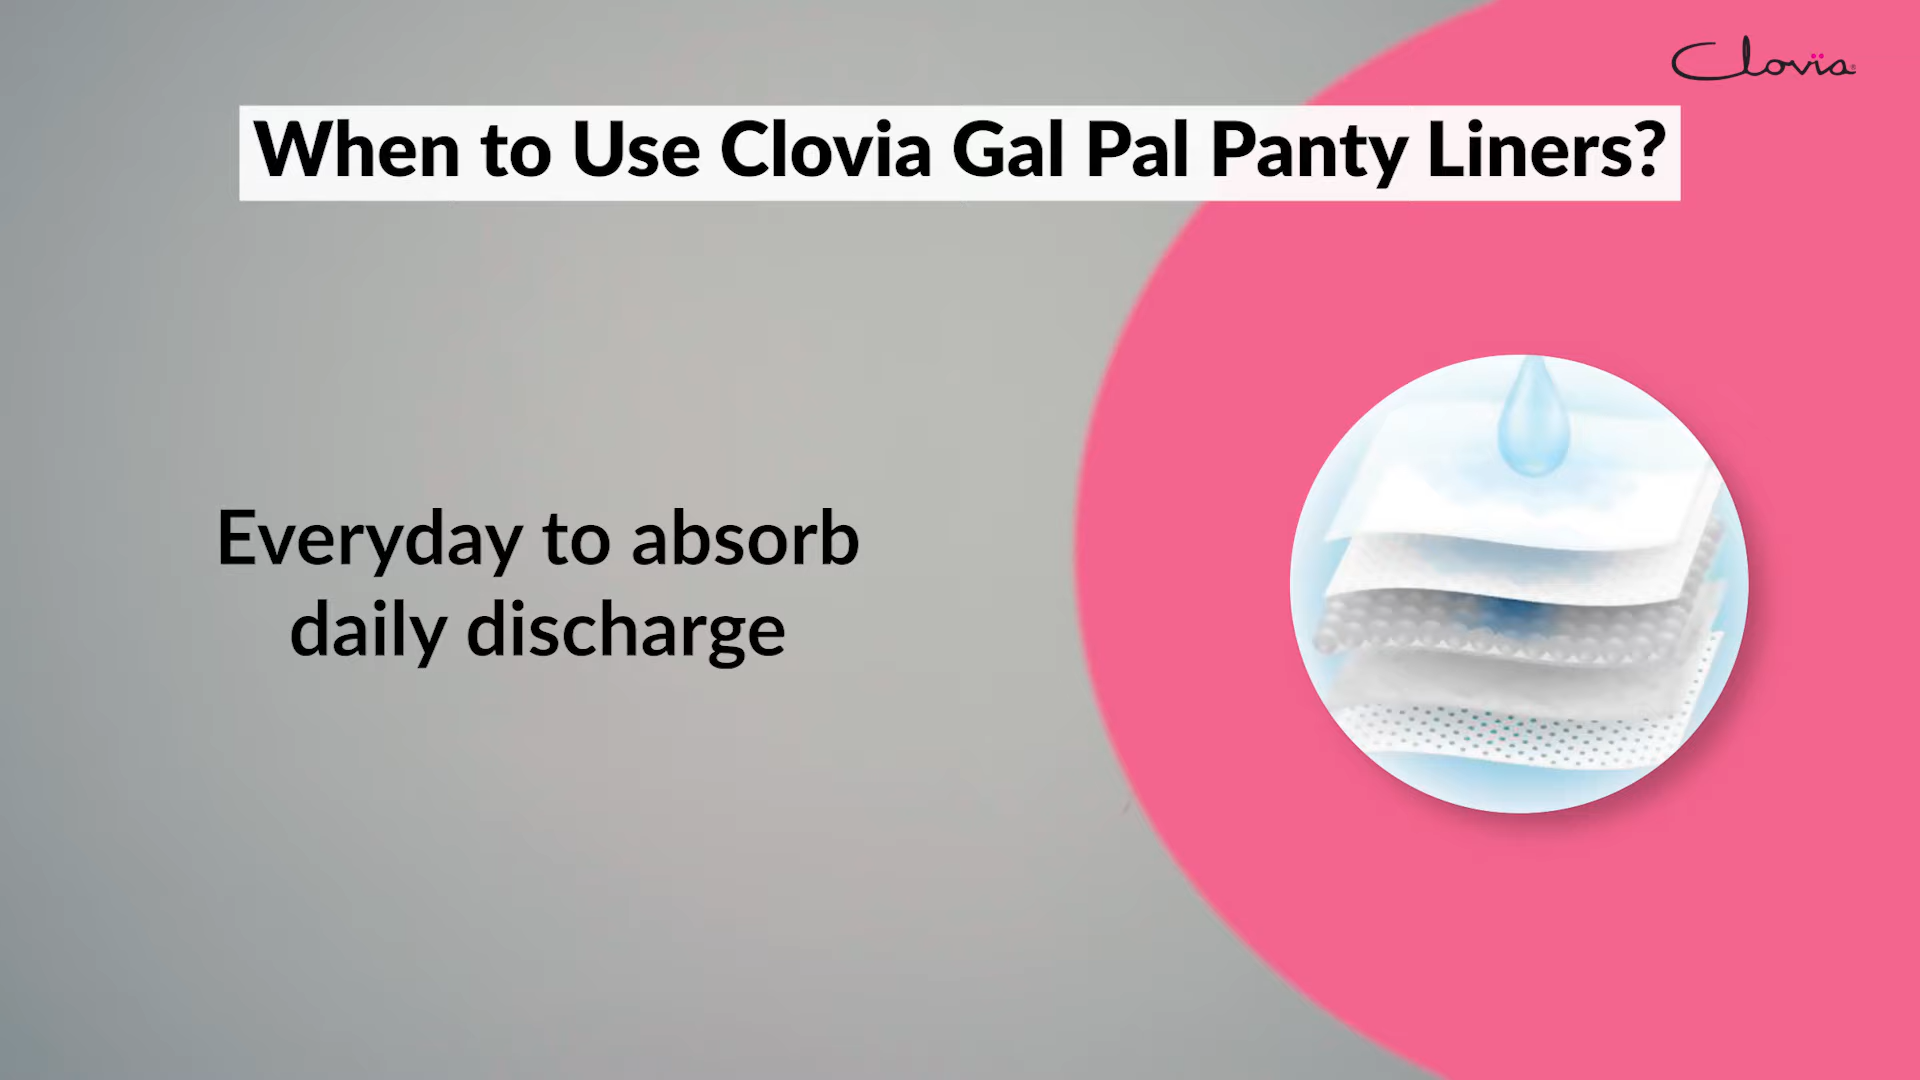 Clovia
When to Use Clovia Gal Pal Panty Liners?
Everyday to absorb
daily discharge